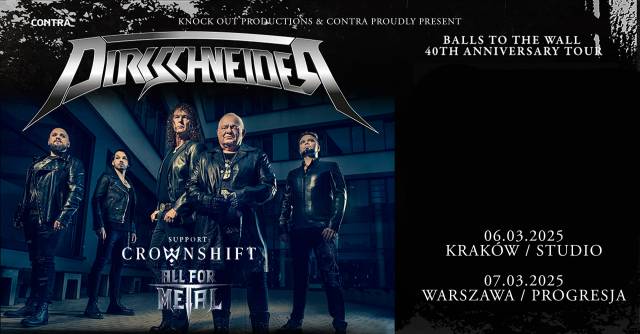 CONTRA
KNOCK OUT PRODUCTIONS & CONTRA PROUDLY PRESENT
DIRKSCHNEIDER
BALLS TO THE WALL
40TH ANNIVERSARY TOUR
SUPPORT
CROWNSHIFT
ALL FOR
METAL
06.03.2025
KRAKÓW / STUDIO
07.03.2025
WARSZAWA / PROGRESJA